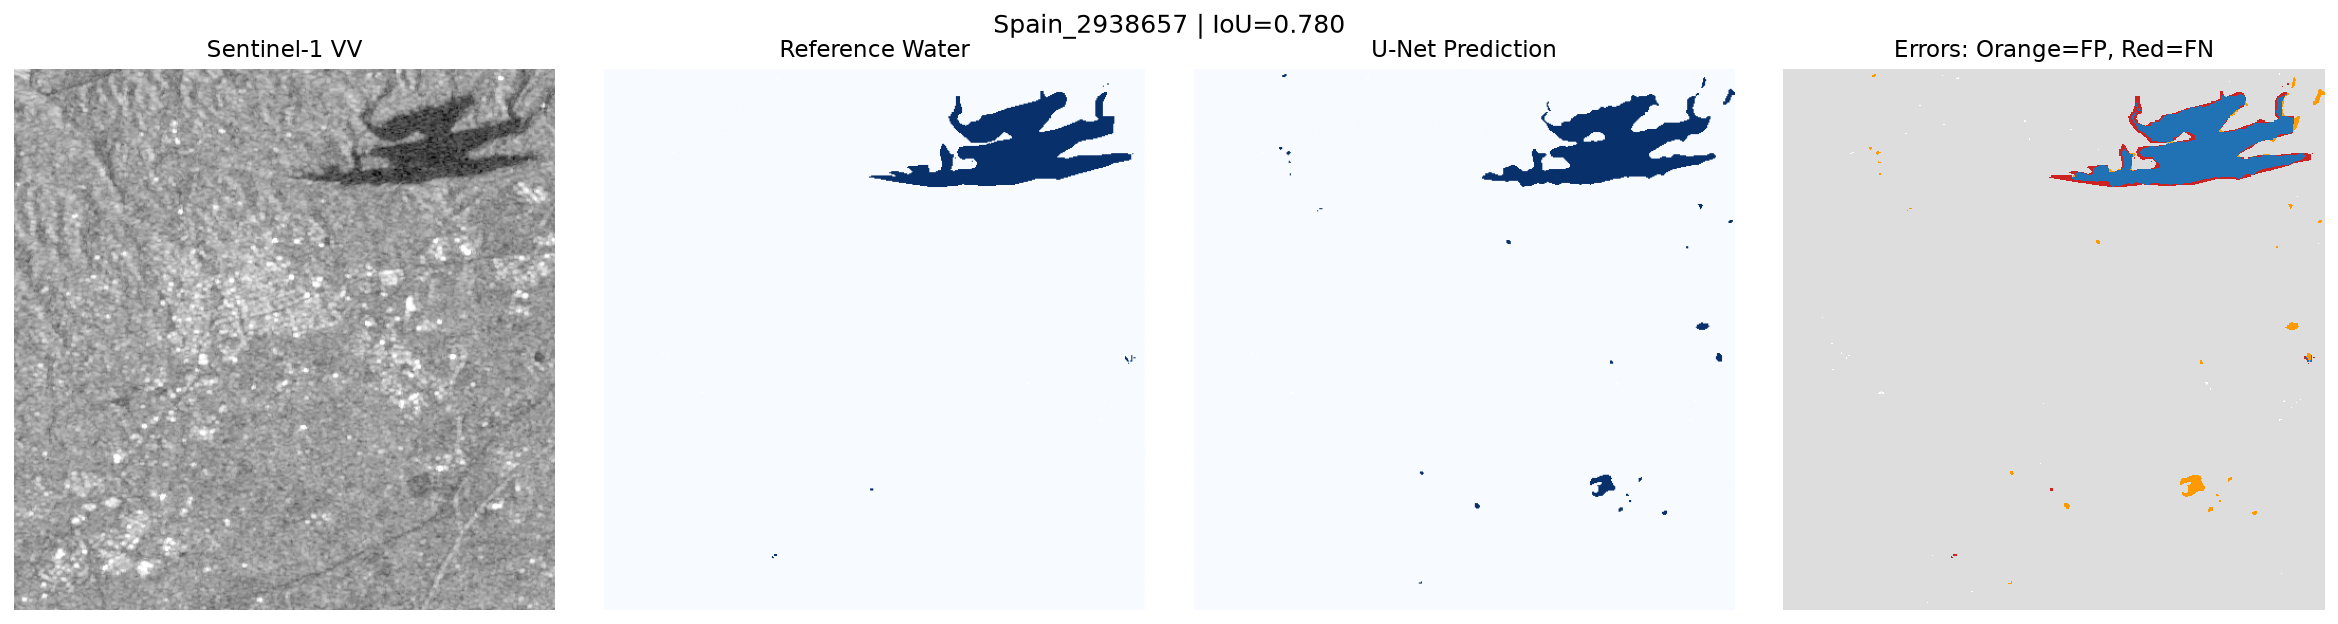 Spain_2938657 | IoU=0.780
Sentinel-1 VV
Reference Water
U-Net Prediction
Errors: Orange=FP, Red=FN